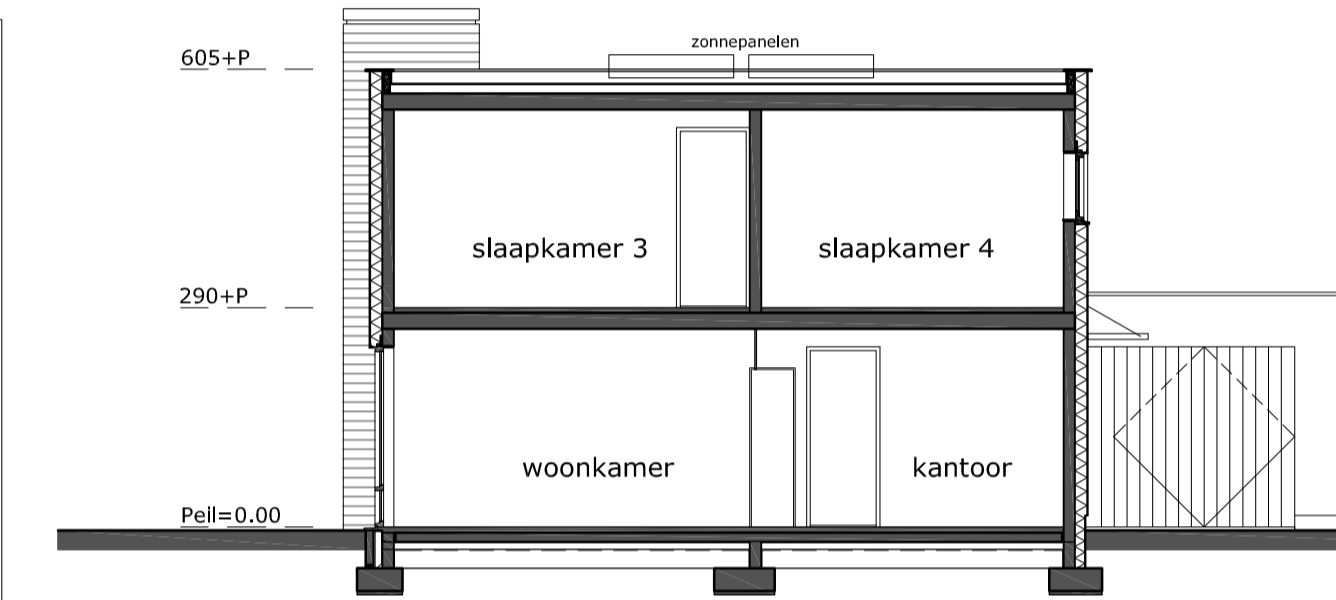 zonnepanelen
605+P
slaapkamer 3
slaapkamer 4
290+P
woonkamer
kantoor
Peil=0.00